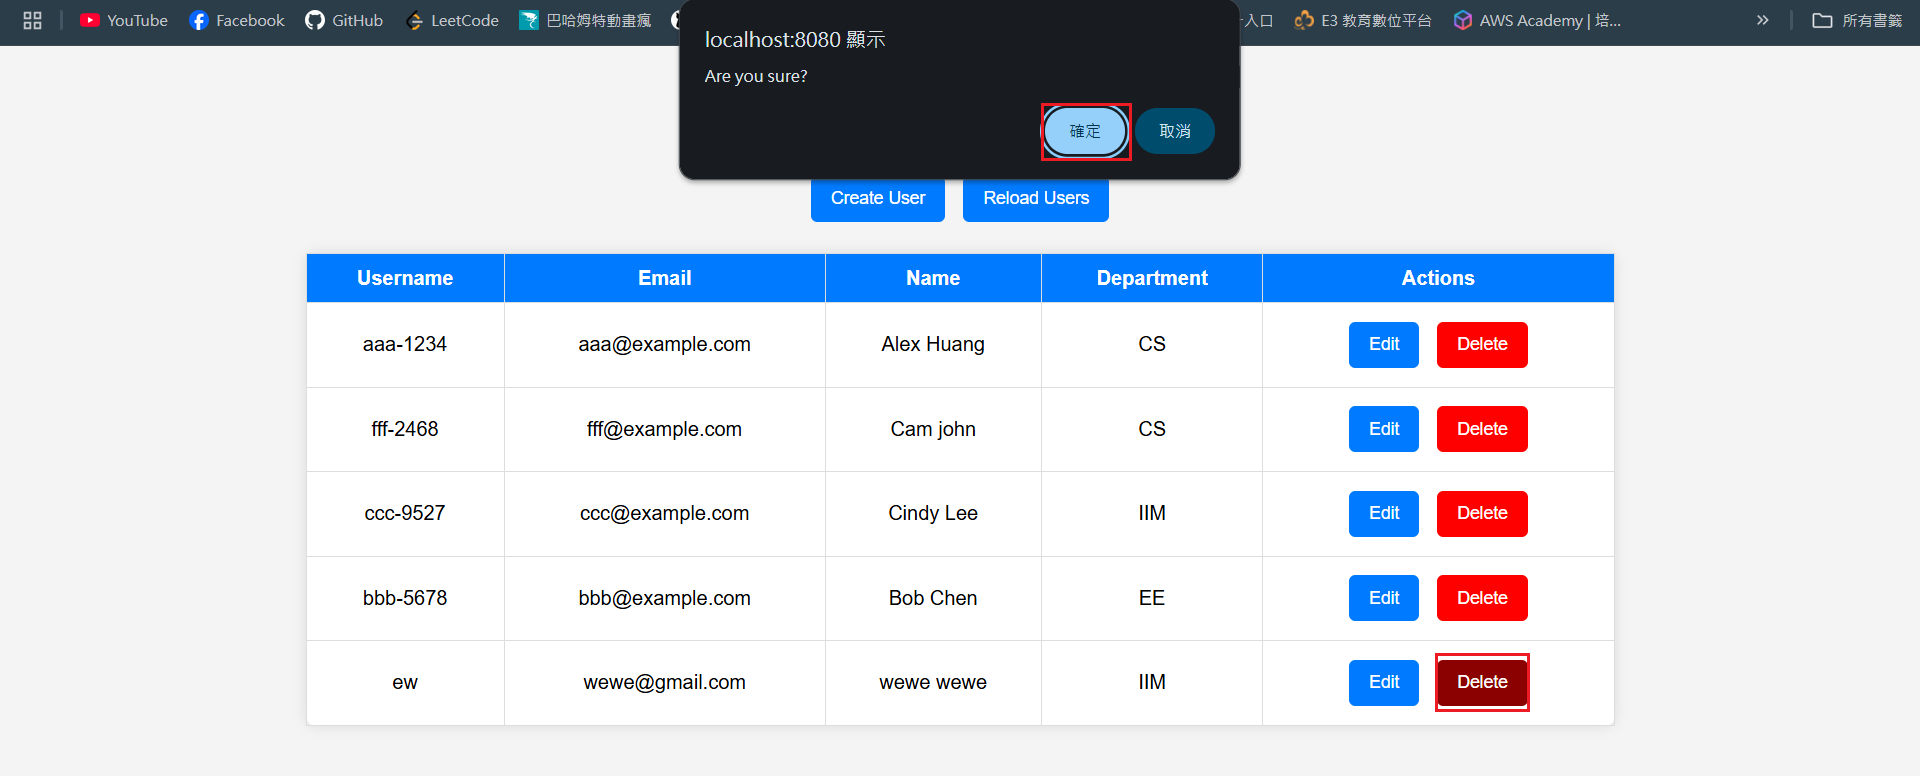 YouTube Facebook GitHub LeetCode 巴哈姆特動畫瘋 入口 E3 教育數位平台 AWS Academy | 培... » 所有書籤
localhost:8080 顯示
Are you sure?
確定 取消
Create User Reload Users
Username Email Name Department Actions
aaa-1234 aaa@example.com Alex Huang CS Edit Delete
fff-2468 fff@example.com Cam john CS Edit Delete
ccc-9527 ccc@example.com Cindy Lee IIM Edit Delete
bbb-5678 bbb@example.com Bob Chen EE Edit Delete
ew wewe@gmail.com wewe wewe IIM Edit Delete